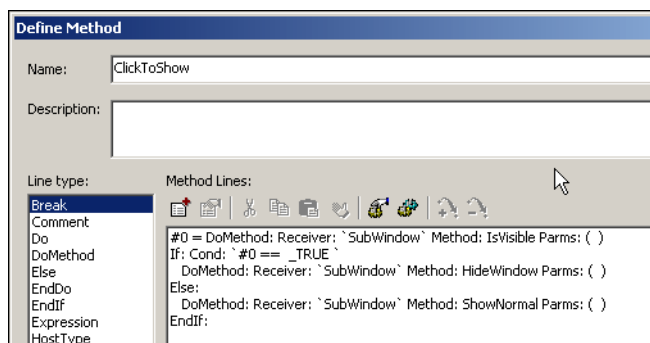 Define Method
Name:
ClickToShow
Description:
Line type:
Method Lines:
Break
Comment
Do
DoMethod
Else
EndDo
EndIf
Expression
HostType
#0 = DoMethod: Receiver: `SubWindow` Method: IsVisible Parms: ( )
If: Cond: `#0 == _TRUE `
DoMethod: Receiver: `SubWindow` Method: HideWindow Parms: ( )
Else:
DoMethod: Receiver: `SubWindow` Method: ShowNormal Parms: ( )
EndIf: